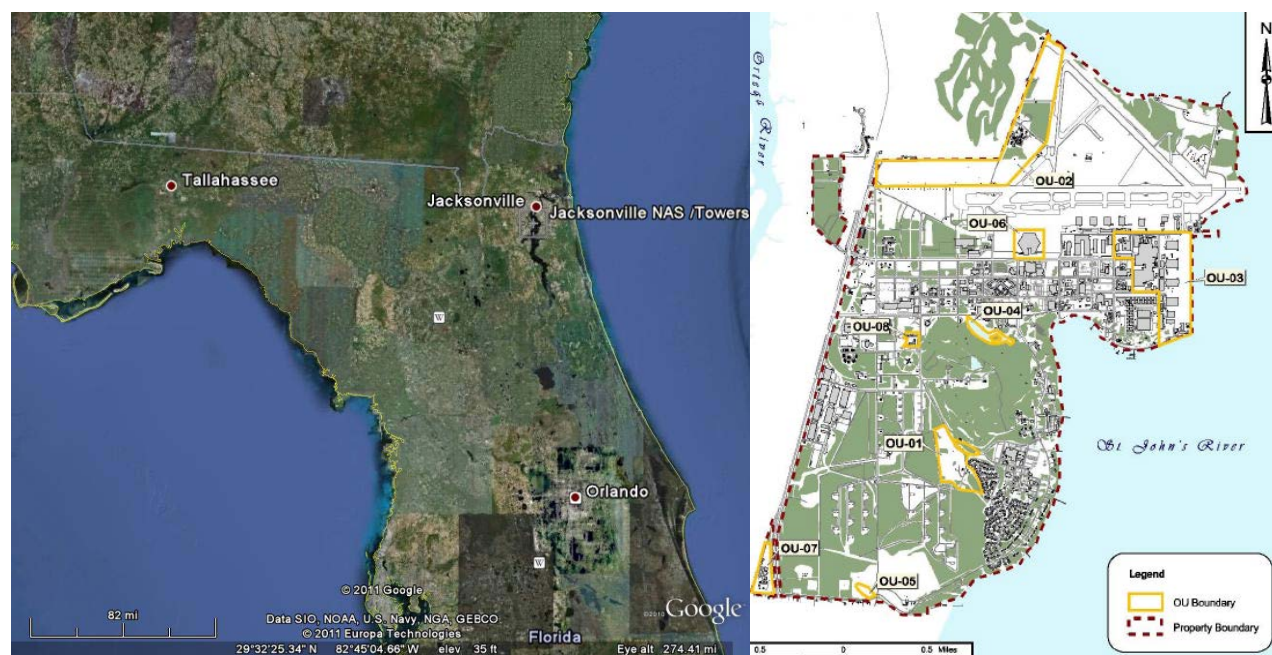 Tallahassee
Jacksonville
Jacksonville NAS /Towers
Orlando
© 2011 Google
Data SIO, NOAA, U.S. Navy, NGA, GEBCO
© 2011 Europa Technologies
©2010 Google
82 mi
Florida
29°32'25.34" N 82°45'04.66" W elev 35 ft Eye alt 274.41 mi
W
W
N
River
OU-02
OU-06
OU-03
OU-04
OU-08
OU-01
St. John's River
OU-07
OU-05
Legend
OU Boundary
Property Boundary
0.5 0 0.5 Miles